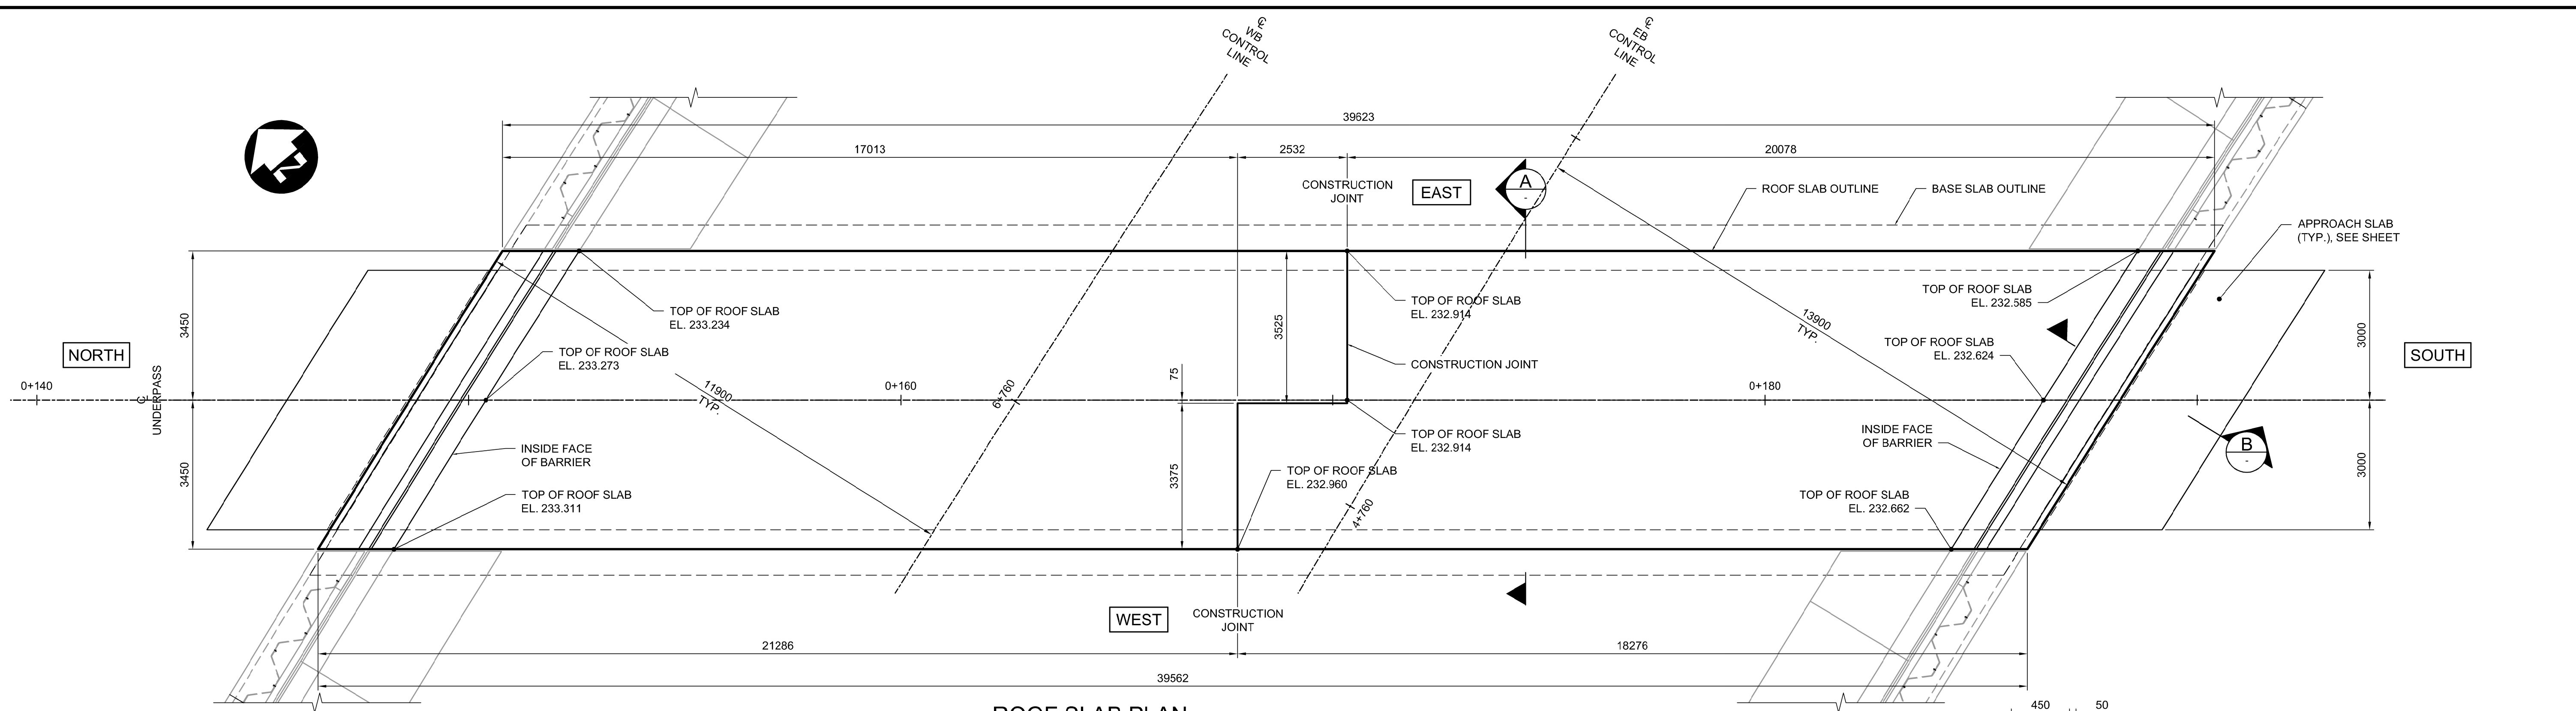 ℄
WB
CONTROL
LINE
℄
EB
CONTROL
LINE
39623
17013
2532
20078
N
CONSTRUCTION
JOINT
EAST
A
-
ROOF SLAB OUTLINE
BASE SLAB OUTLINE
APPROACH SLAB
(TYP.), SEE SHEET
3450
TOP OF ROOF SLAB
EL. 233.234
3525
TOP OF ROOF SLAB
EL. 232.914
13900
TYP.
TOP OF ROOF SLAB
EL. 232.585
3000
NORTH
TOP OF ROOF SLAB
EL. 233.273
CONSTRUCTION JOINT
TOP OF ROOF SLAB
EL. 232.624
SOUTH
0+140
℄
UNDERPASS
11900
TYP.
0+160
6+760
75
0+180
3450
INSIDE FACE
OF BARRIER
TOP OF ROOF SLAB
EL. 232.914
INSIDE FACE
OF BARRIER
B
-
3000
3375
TOP OF ROOF SLAB
EL. 232.960
TOP OF ROOF SLAB
EL. 233.311
4+760
TOP OF ROOF SLAB
EL. 232.662
WEST
CONSTRUCTION
JOINT
21286
18276
39562
ROOF SLAB PLAN
450
50